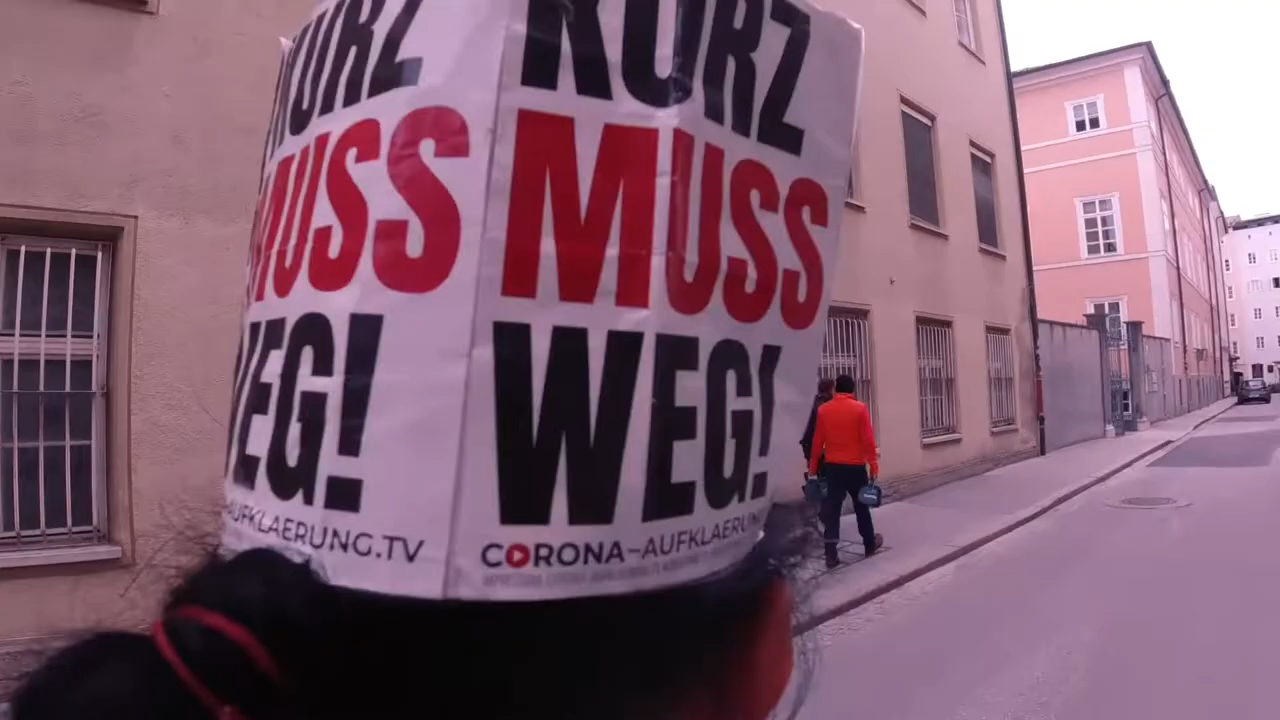 KURZ
MUSS
WEG!
AUFKLAERUNG.TV
KURZ
MUSS
WEG!
CORONA-AUFKLAERUNG